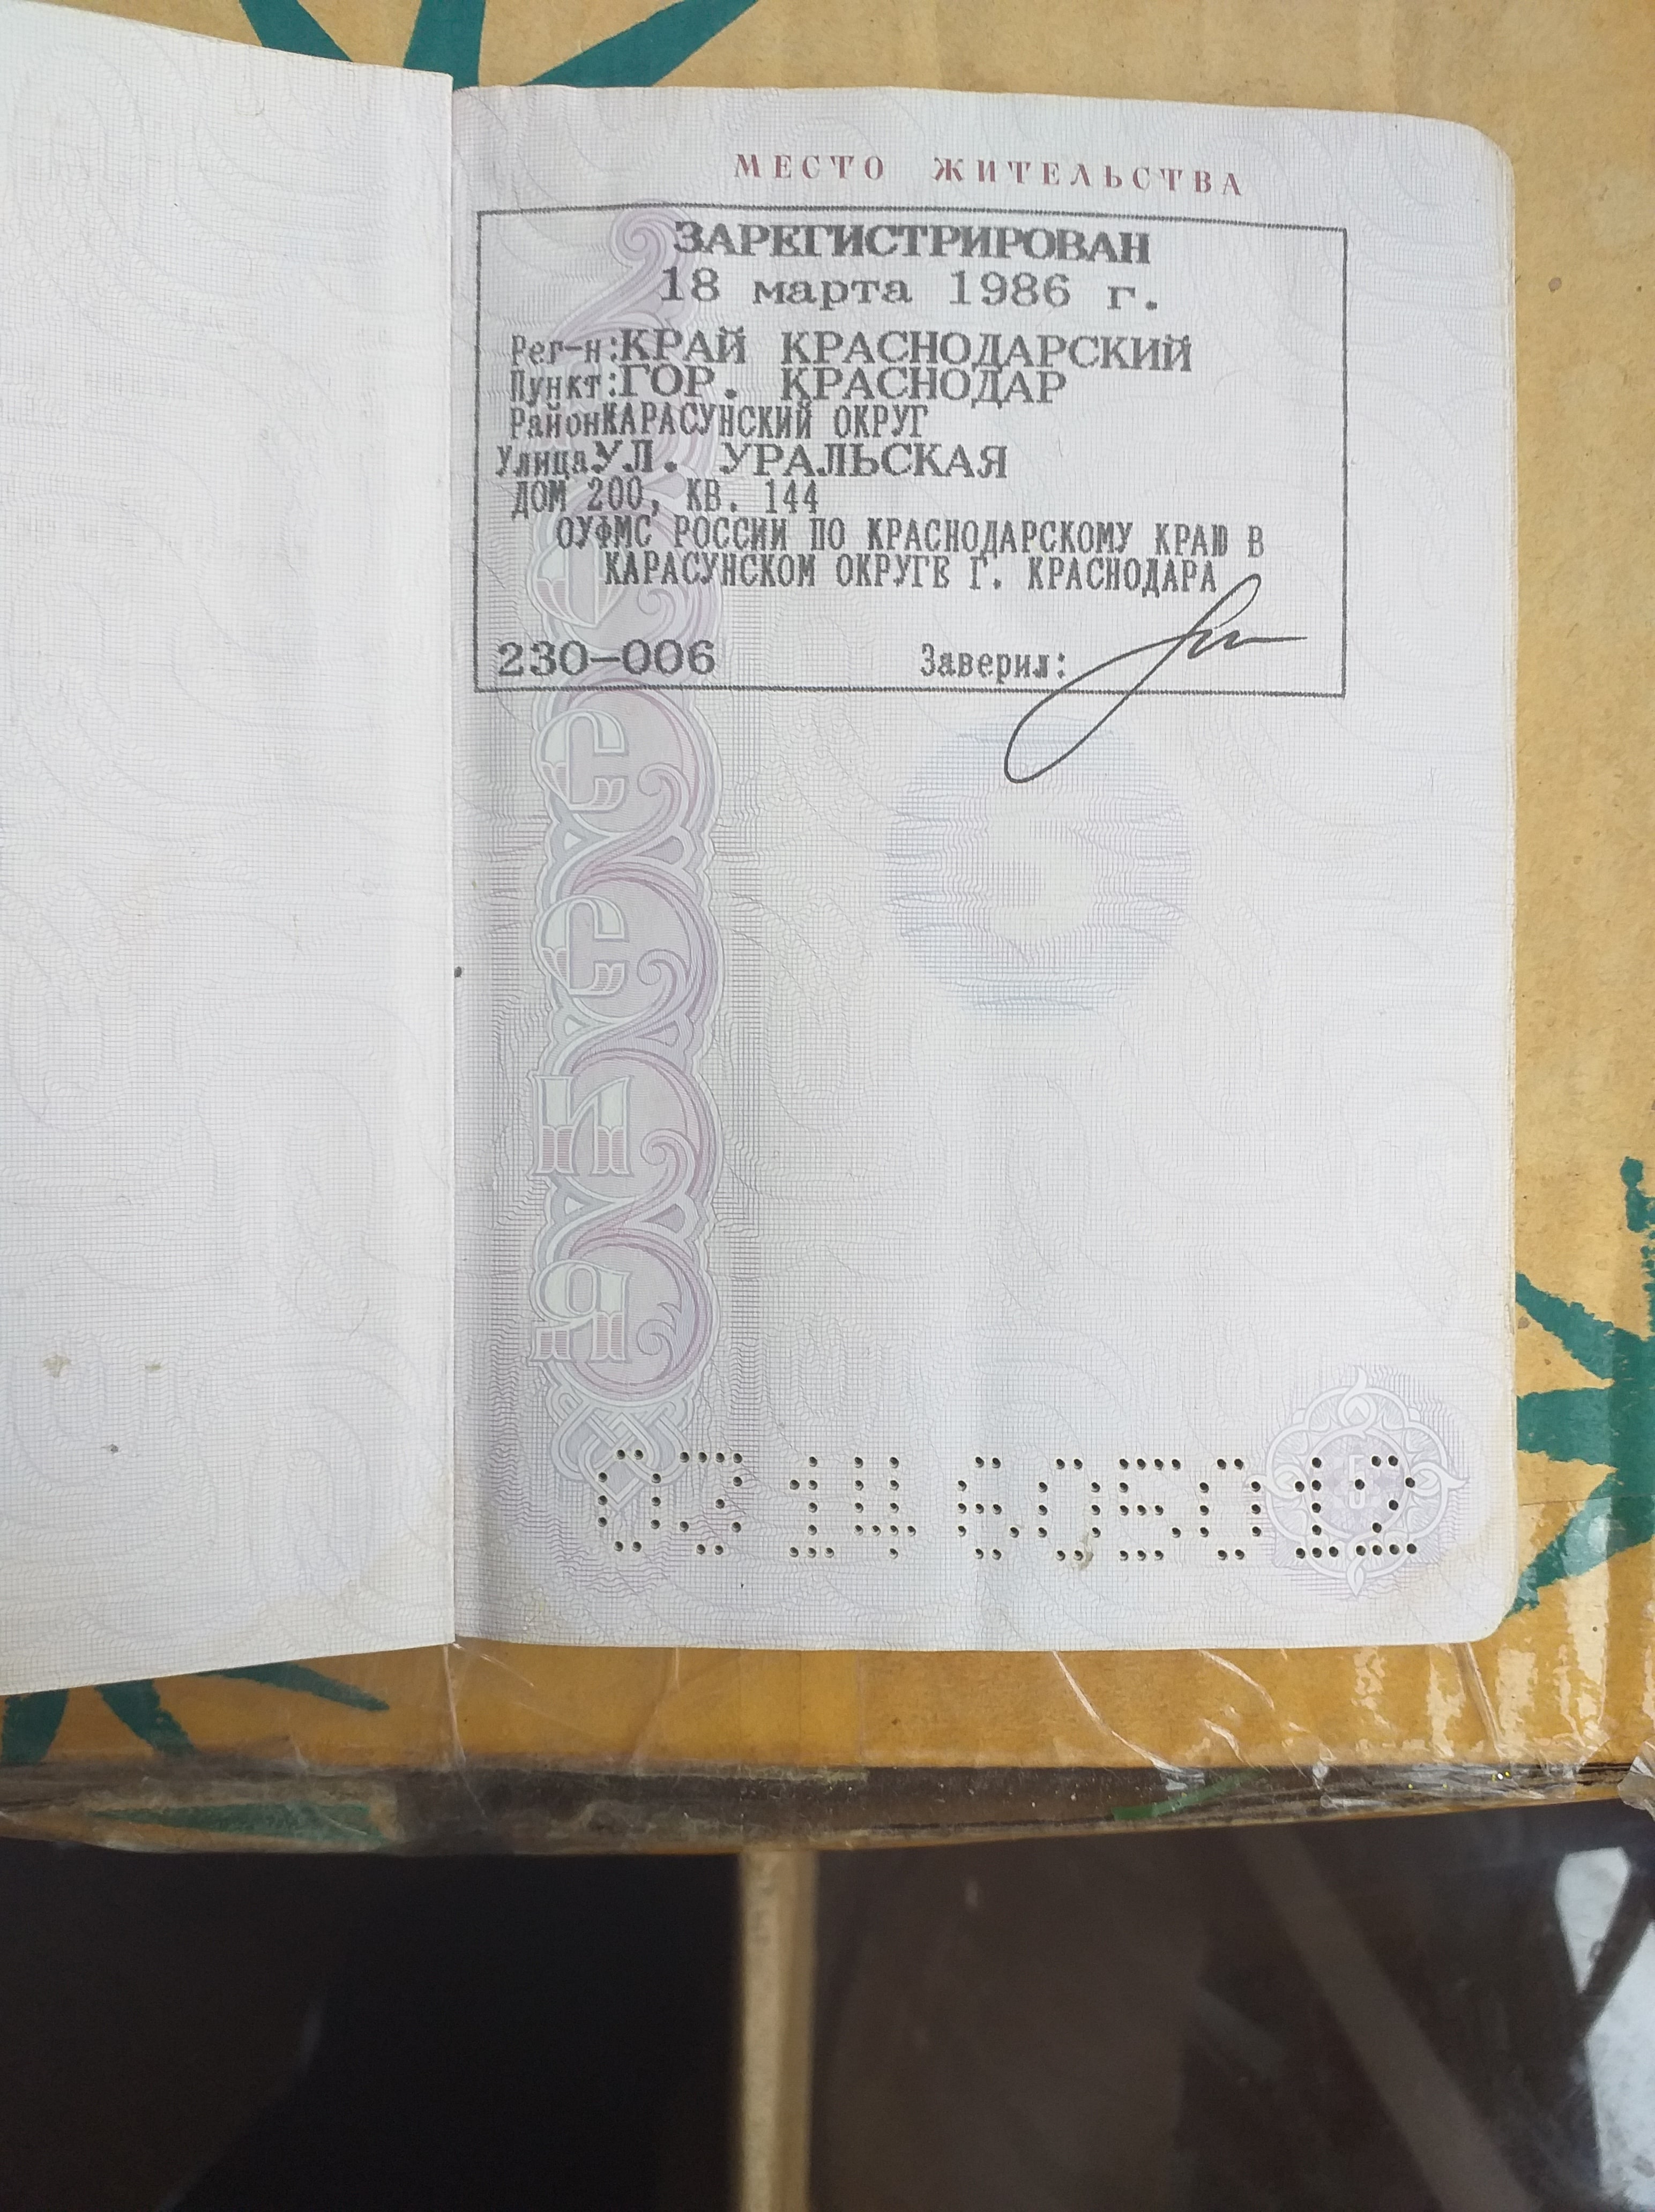 МЕСТО ЖИТЕЛЬСТВА
ЗАРЕГИСТРИРОВАН
18 марта 1986 г.
Рег-н:КРАЙ КРАСНОДАРСКИЙ
Пункт:ГОР. КРАСНОДАР
РайонКАРАСУНСКИЙ ОКРУГ
УлицаУЛ. УРАЛЬСКАЯ
ДОМ 200, КВ. 144
ОУФМС РОССИИ ПО КРАСНОДАРСКОМУ КРАЮ В
КАРАСУНСКОМ ОКРУГЕ Г. КРАСНОДАРА
230-006 Заверил:
РОССИЯ
03 14 605012